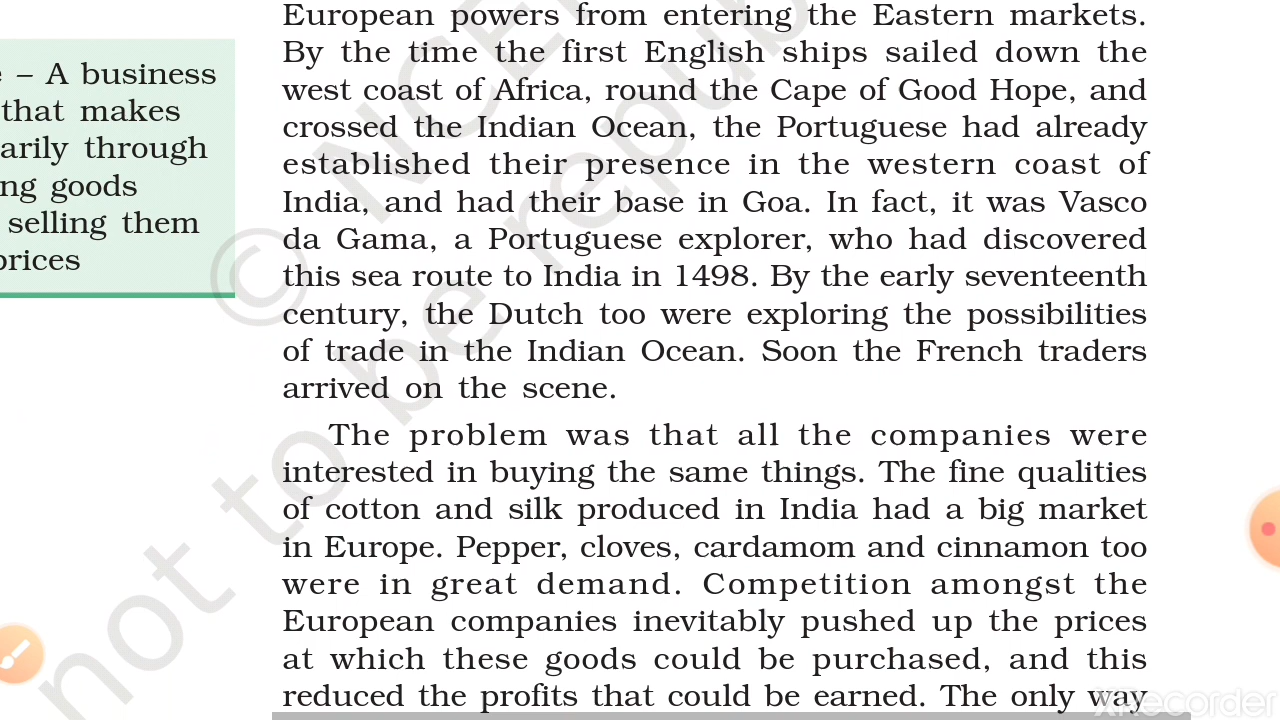 e – A business
that makes
arily through
ng goods
selling them
prices
European powers from entering the Eastern markets.
By the time the first English ships sailed down the
west coast of Africa, round the Cape of Good Hope, and
crossed the Indian Ocean, the Portuguese had already
established their presence in the western coast of
India, and had their base in Goa. In fact, it was Vasco
da Gama, a Portuguese explorer, who had discovered
this sea route to India in 1498. By the early seventeenth
century, the Dutch too were exploring the possibilities
of trade in the Indian Ocean. Soon the French traders
arrived on the scene.
The problem was that all the companies were
interested in buying the same things. The fine qualities
of cotton and silk produced in India had a big market
in Europe. Pepper, cloves, cardamom and cinnamon too
were in great demand. Competition amongst the
European companies inevitably pushed up the prices
at which these goods could be purchased, and this
reduced the profits that could be earned. The only way
© NCE
not to be repub
XRecorder